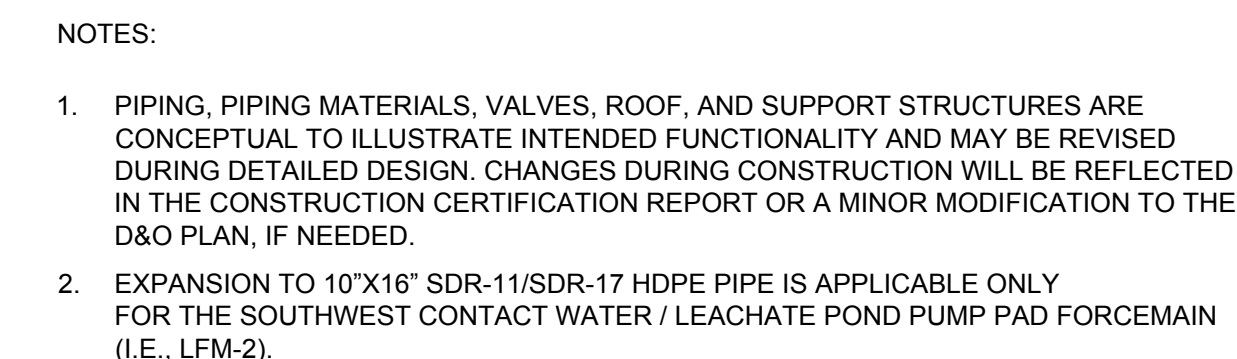 NOTES:
1. PIPING, PIPING MATERIALS, VALVES, ROOF, AND SUPPORT STRUCTURES ARE
CONCEPTUAL TO ILLUSTRATE INTENDED FUNCTIONALITY AND MAY BE REVISED
DURING DETAILED DESIGN. CHANGES DURING CONSTRUCTION WILL BE REFLECTED
IN THE CONSTRUCTION CERTIFICATION REPORT OR A MINOR MODIFICATION TO THE
D&O PLAN, IF NEEDED.
2. EXPANSION TO 10”X16” SDR-11/SDR-17 HDPE PIPE IS APPLICABLE ONLY
FOR THE SOUTHWEST CONTACT WATER / LEACHATE POND PUMP PAD FORCEMAIN
(I.E., LFM-2).